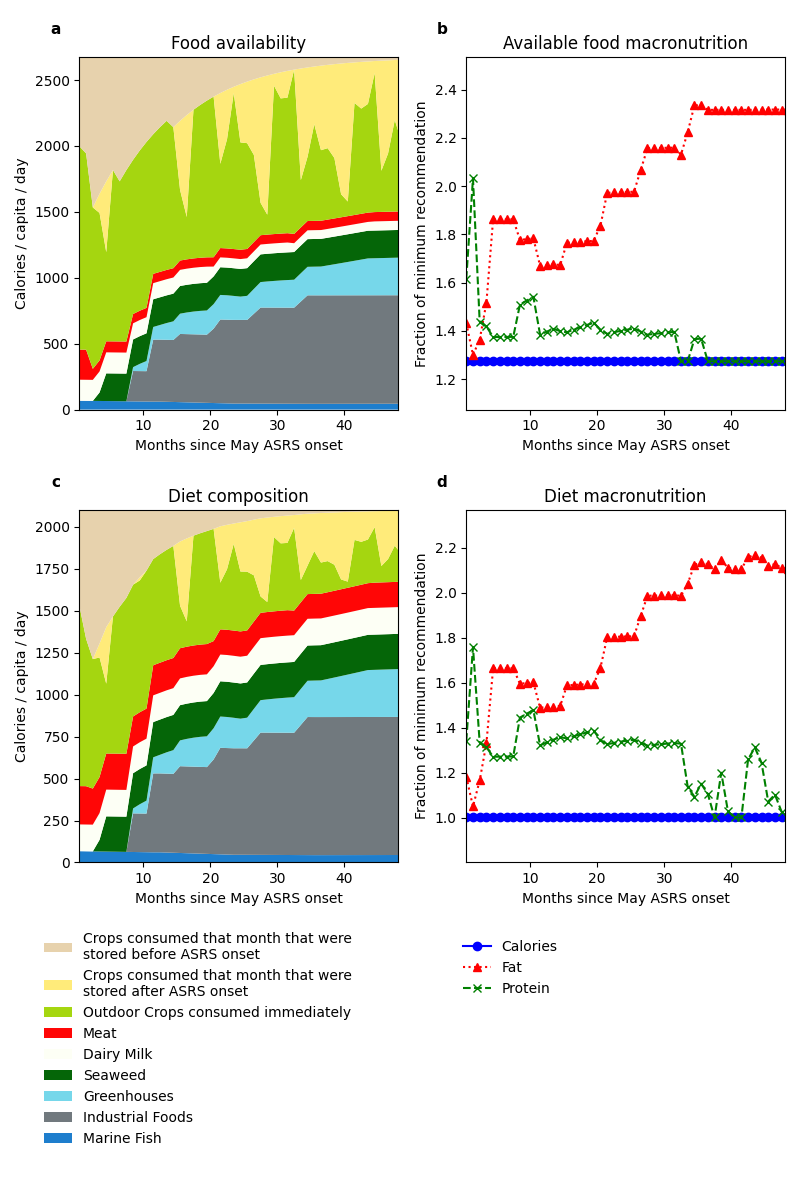 a
Food availability
Calories / capita / day
2500
2000
1500
1000
500
0
10
20
30
40
Months since May ASRS onset
b
Available food macronutrition
Fraction of minimum recommendation
2.4
2.2
2.0
1.8
1.6
1.4
1.2
10
20
30
40
Months since May ASRS onset
c
Diet composition
Calories / capita / day
2000
1750
1500
1250
1000
750
500
250
0
10
20
30
40
Months since May ASRS onset
d
Diet macronutrition
Fraction of minimum recommendation
2.2
2.0
1.8
1.6
1.4
1.2
1.0
10
20
30
40
Months since May ASRS onset
Crops consumed that month that were
stored before ASRS onset
Crops consumed that month that were
stored after ASRS onset
Outdoor Crops consumed immediately
Meat
Dairy Milk
Seaweed
Greenhouses
Industrial Foods
Marine Fish
Calories
Fat
Protein